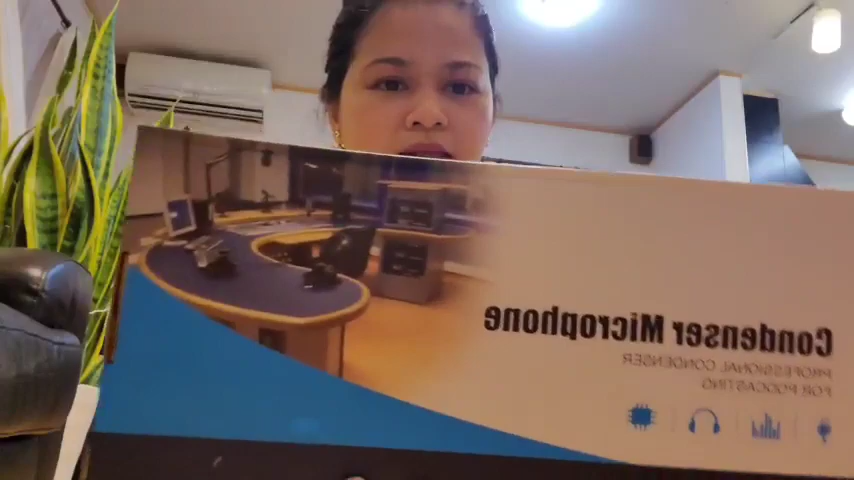 Condenser Microphone
PROFESSIONAL CONDENSER
FOR PODCASTING